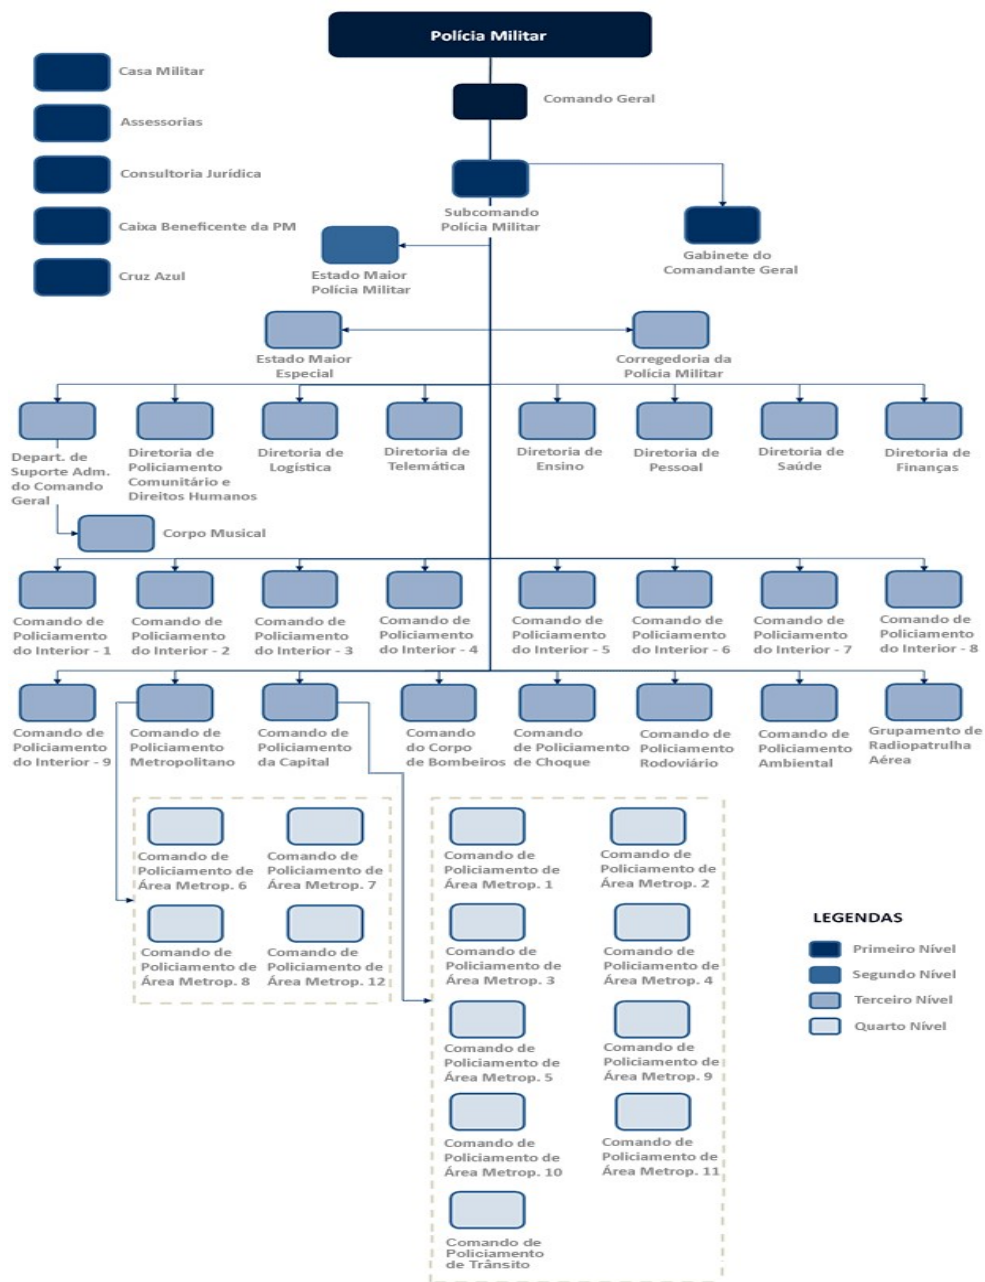 Polícia Militar
Comando Geral
Casa Militar
Assessorias
Consultoria Jurídica
Caixa Beneficente da PM
Cruz Azul
Subcomando
Polícia Militar
Gabinete do
Comandante Geral
Estado Maior
Polícia Militar
Estado Maior
Especial
Corregedoria da
Polícia Militar
Depart. de
Suporte Adm.
do Comando
Geral
Diretoria de
Policiamento
Comunitário e
Direitos Humanos
Diretoria de
Logística
Diretoria de
Telemática
Diretoria de
Ensino
Diretoria de
Pessoal
Diretoria de
Saúde
Diretoria de
Finanças
Corpo Musical
Comando de
Policiamento
do Interior - 1
Comando de
Policiamento
do Interior - 2
Comando de
Policiamento
do Interior - 3
Comando de
Policiamento
do Interior - 4
Comando de
Policiamento
do Interior - 5
Comando de
Policiamento
do Interior - 6
Comando de
Policiamento
do Interior - 7
Comando de
Policiamento
do Interior - 8
Comando de
Policiamento
do Interior - 9
Comando de
Policiamento
Metropolitano
Comando de
Policiamento
da Capital
Comando
do Corpo
de Bombeiros
Comando
de Policiamento
de Choque
Comando de
Policiamento
Rodoviário
Comando de
Policiamento
Ambiental
Grupamento de
Radiopatrulha
Aérea
Comando de
Policiamento de
Área Metrop. 6
Comando de
Policiamento de
Área Metrop. 7
Comando de
Policiamento de
Área Metrop. 8
Comando de
Policiamento de
Área Metrop. 12
Comando de
Policiamento de
Área Metrop. 1
Comando de
Policiamento de
Área Metrop. 2
Comando de
Policiamento de
Área Metrop. 3
Comando de
Policiamento de
Área Metrop. 4
Comando de
Policiamento de
Área Metrop. 5
Comando de
Policiamento de
Área Metrop. 9
Comando de
Policiamento de
Área Metrop. 10
Comando de
Policiamento de
Área Metrop. 11
Comando de
Policiamento
de Trânsito
LEGENDAS
Primeiro Nível
Segundo Nível
Terceiro Nível
Quarto Nível